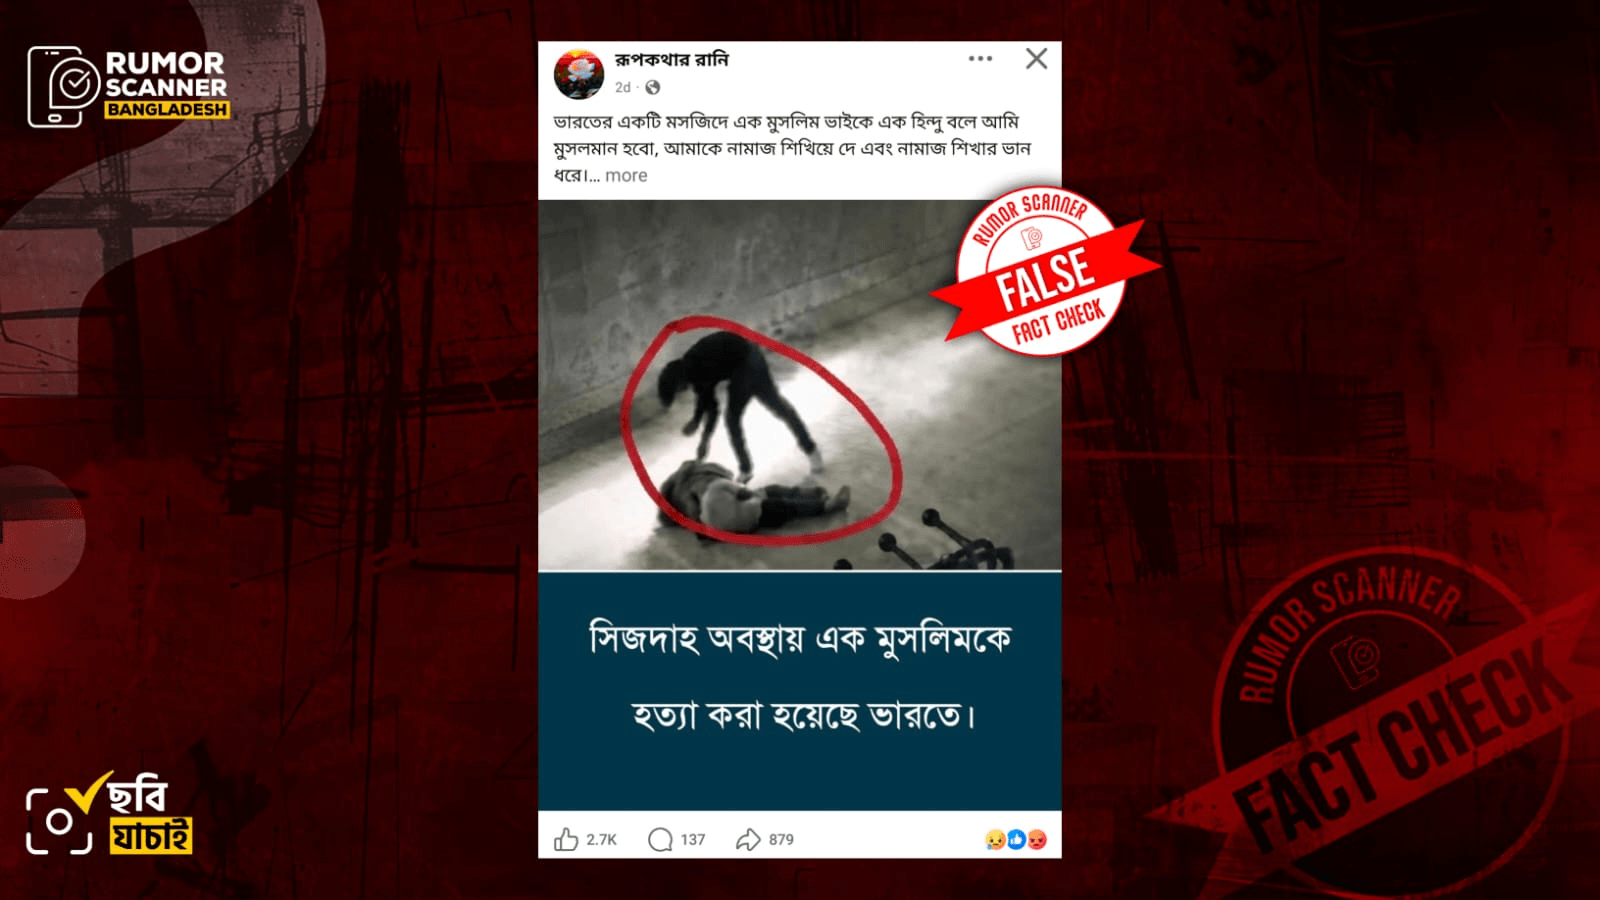 RUMOR
SCANNER
BANGLADESH
রূপকথার রানি
2d
ভারতের একটি মসজিদে এক মুসলিম ভাইকে এক হিন্দু বলে আমি
মুসলমান হবো, আমাকে নামাজ শিখিয়ে দে এবং নামাজ শিখার ভান
ধরে।... more
RUMOR SCANNER
FALSE
FACT CHECK
সিজদাহ অবস্থায় এক মুসলিমকে
হত্যা করা হয়েছে ভারতে।
2.7K
137
879
ছবি
যাচাই
RUMOR SCANNER
FACT CHECK